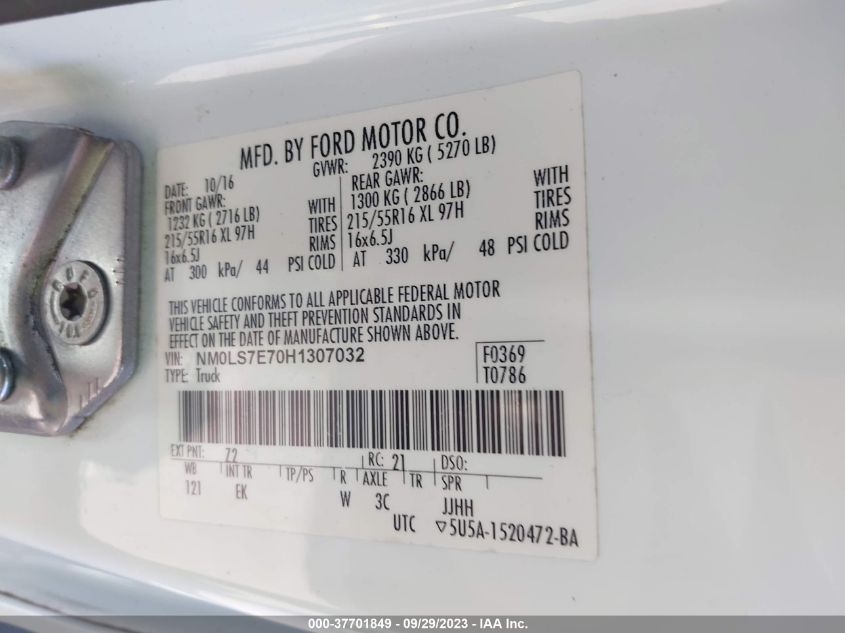 MFD. BY FORD MOTOR CO.
DATE: 10/16 GVWR: 2390 KG ( 5270 LB)
FRONT GAWR: REAR GAWR:
1232 KG ( 2716 LB) WITH 1300 KG ( 2866 LB) WITH
215/55R16 XL 97H TIRES 215/55R16 XL 97H TIRES
16x6.5J RIMS 16x6.5J RIMS
AT 300 kPa/ 44 PSI COLD AT 330 kPa/ 48 PSI COLD
THIS VEHICLE CONFORMS TO ALL APPLICABLE FEDERAL MOTOR
VEHICLE SAFETY AND THEFT PREVENTION STANDARDS IN
EFFECT ON THE DATE OF MANUFACTURE SHOWN ABOVE.
VIN: NM0LS7E70H1307032 F0369
TYPE: Truck T0786
EXT PNT: Z2 RC: 21 DSO:
WB INT TR TP/PS R AXLE TR SPR
121 EK W 3C JJHH
UTC ▽5U5A-1520472-BA
000-37701849 - 09/29/2023 - IAA Inc.